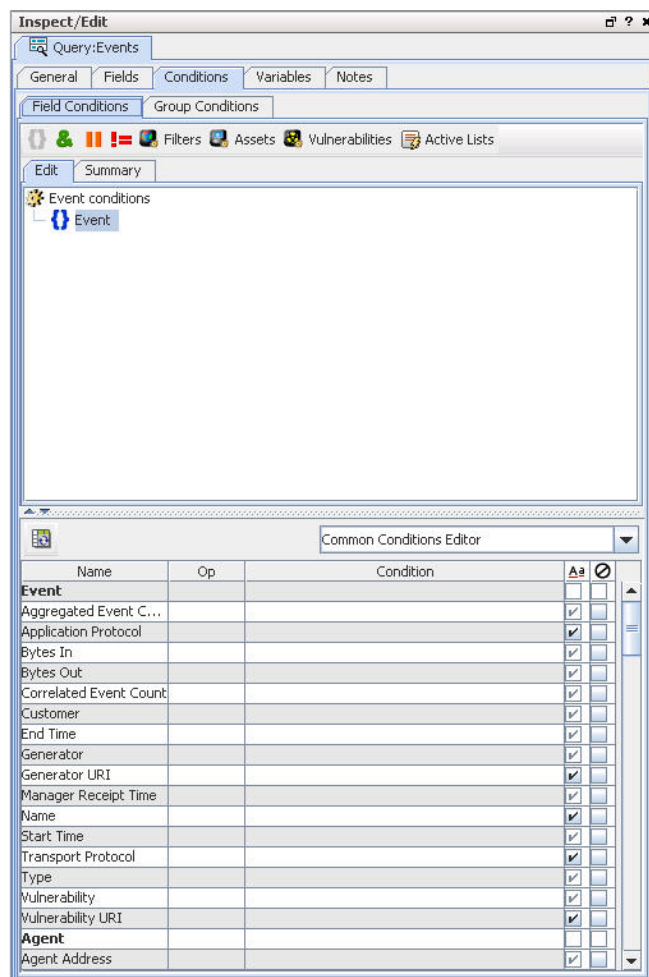 Inspect/Edit ?
Query:Events
General Fields Conditions Variables Notes
Field Conditions Group Conditions
{} & != Filters Assets Vulnerabilities Active Lists
Edit Summary
Event conditions
{} Event
Common Conditions Editor
Name Op Condition Aa
Event
Aggregated Event C...
Application Protocol
Bytes In
Bytes Out
Correlated Event Count
Customer
End Time
Generator
Generator URI
Manager Receipt Time
Name
Start Time
Transport Protocol
Type
Vulnerability
Vulnerability URI
Agent
Agent Address